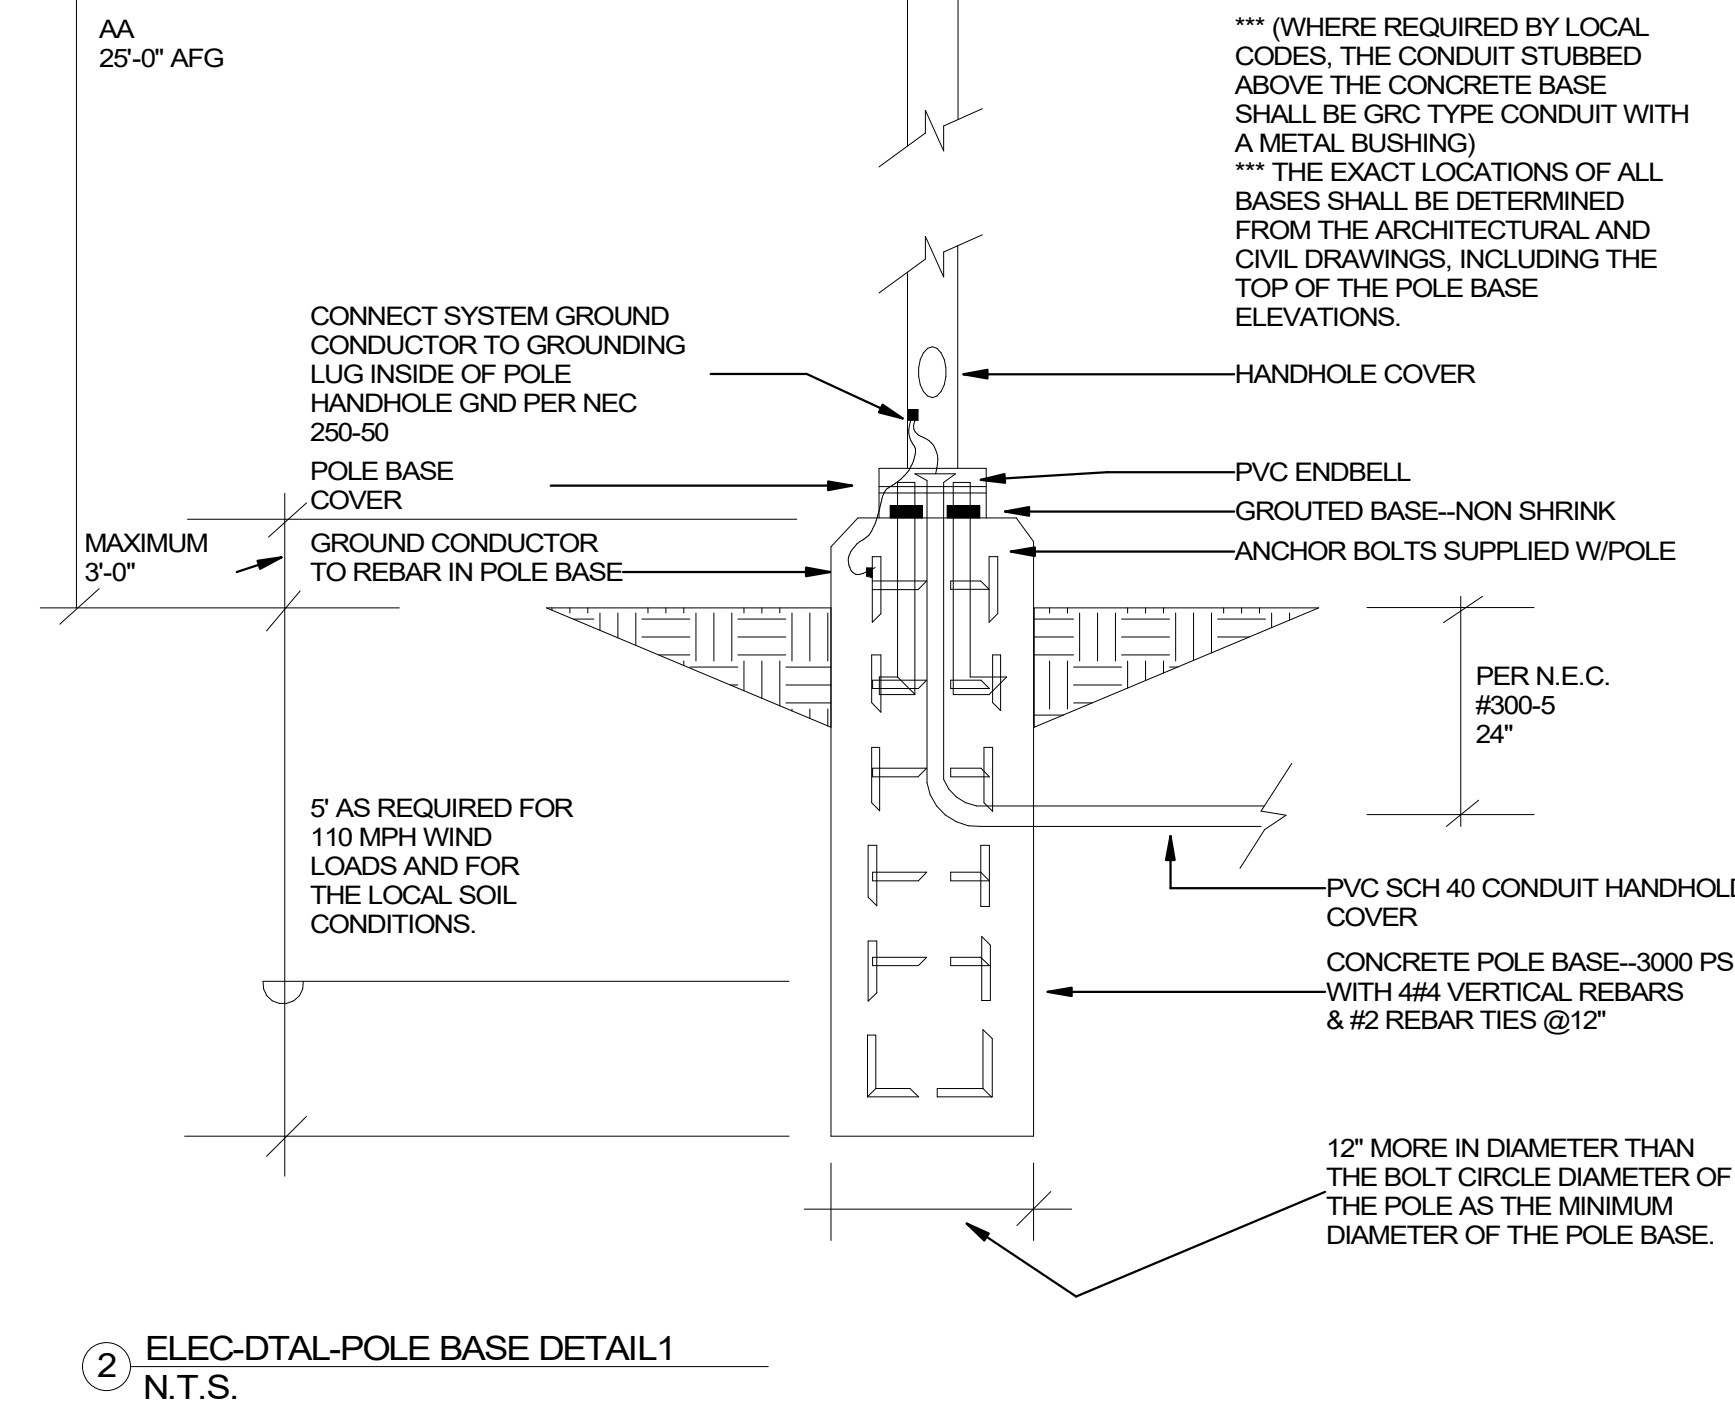 AA
25'-0" AFG
*** (WHERE REQUIRED BY LOCAL
CODES, THE CONDUIT STUBBED
ABOVE THE CONCRETE BASE
SHALL BE GRC TYPE CONDUIT WITH
A METAL BUSHING)
*** THE EXACT LOCATIONS OF ALL
BASES SHALL BE DETERMINED
FROM THE ARCHITECTURAL AND
CIVIL DRAWINGS, INCLUDING THE
TOP OF THE POLE BASE
ELEVATIONS.
CONNECT SYSTEM GROUND
CONDUCTOR TO GROUNDING
LUG INSIDE OF POLE
HANDHOLE GND PER NEC
250-50
HANDHOLE COVER
POLE BASE
COVER
PVC ENDBELL
GROUTED BASE--NON SHRINK
MAXIMUM
3'-0"
GROUND CONDUCTOR
TO REBAR IN POLE BASE
ANCHOR BOLTS SUPPLIED W/POLE
PER N.E.C.
#300-5
24"
5' AS REQUIRED FOR
110 MPH WIND
LOADS AND FOR
THE LOCAL SOIL
CONDITIONS.
PVC SCH 40 CONDUIT HANDHOLD
COVER
CONCRETE POLE BASE--3000 PS
WITH 4#4 VERTICAL REBARS
& #2 REBAR TIES @12"
12" MORE IN DIAMETER THAN
THE BOLT CIRCLE DIAMETER OF
THE POLE AS THE MINIMUM
DIAMETER OF THE POLE BASE.
2 ELEC-DTAL-POLE BASE DETAIL1
N.T.S.